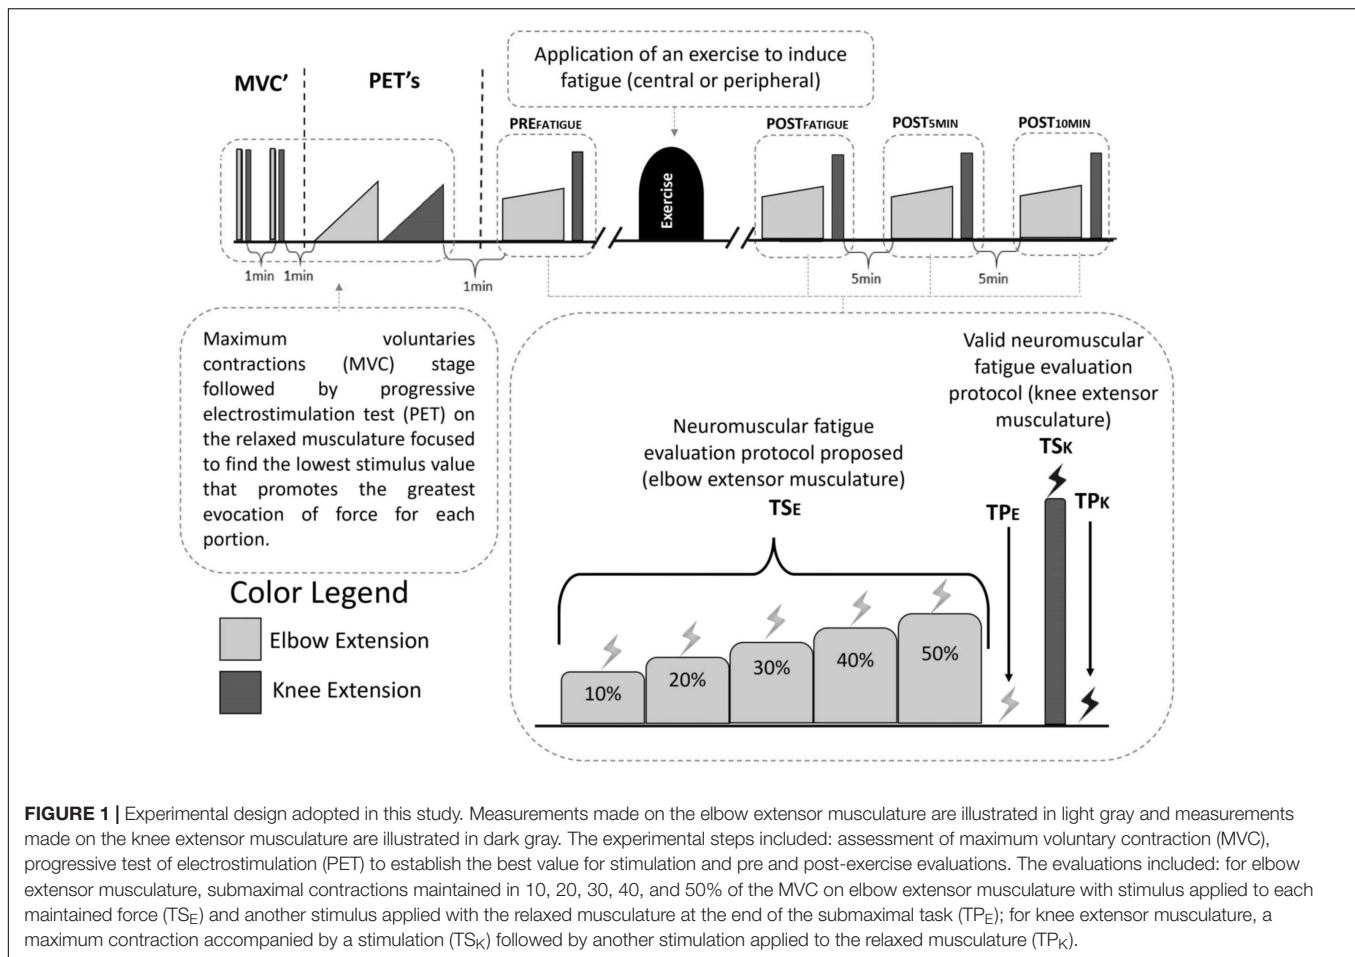 MVC'
PET's
Application of an exercise to induce
fatigue (central or peripheral)
PREFATIGUE
Exercise
POSTFATIGUE
POST5MIN
POST10MIN
1min
1min
1min
5min
5min
Maximum voluntaries
contractions (MVC) stage
followed by progressive
electrostimulation test (PET) on
the relaxed musculature focused
to find the lowest stimulus value
that promotes the greatest
evocation of force for each
portion.
Color Legend
Elbow Extension
Knee Extension
Neuromuscular fatigue
evaluation protocol proposed
(elbow extensor musculature)
TSE
Valid neuromuscular
fatigue evaluation
protocol (knee extensor
musculature)
TSK
TPE
TPK
10%
20%
30%
40%
50%
FIGURE 1 | Experimental design adopted in this study. Measurements made on the elbow extensor musculature are illustrated in light gray and measurements
made on the knee extensor musculature are illustrated in dark gray. The experimental steps included: assessment of maximum voluntary contraction (MVC),
progressive test of electrostimulation (PET) to establish the best value for stimulation and pre and post-exercise evaluations. The evaluations included: for elbow
extensor musculature, submaximal contractions maintained in 10, 20, 30, 40, and 50% of the MVC on elbow extensor musculature with stimulus applied to each
maintained force (TSE) and another stimulus applied with the relaxed musculature at the end of the submaximal task (TPE); for knee extensor musculature, a
maximum contraction accompanied by a stimulation (TSK) followed by another stimulation applied to the relaxed musculature (TPK).